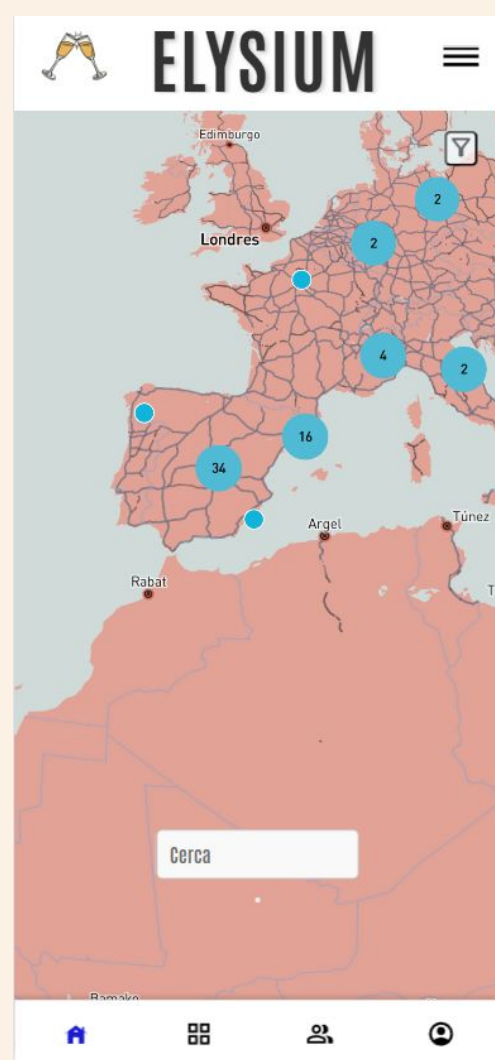 ELYSIUM
Edimburgo
2
Londres
2
4
2
16
34
Argel
Túnez
Rabat
T
Cerca
Bamako